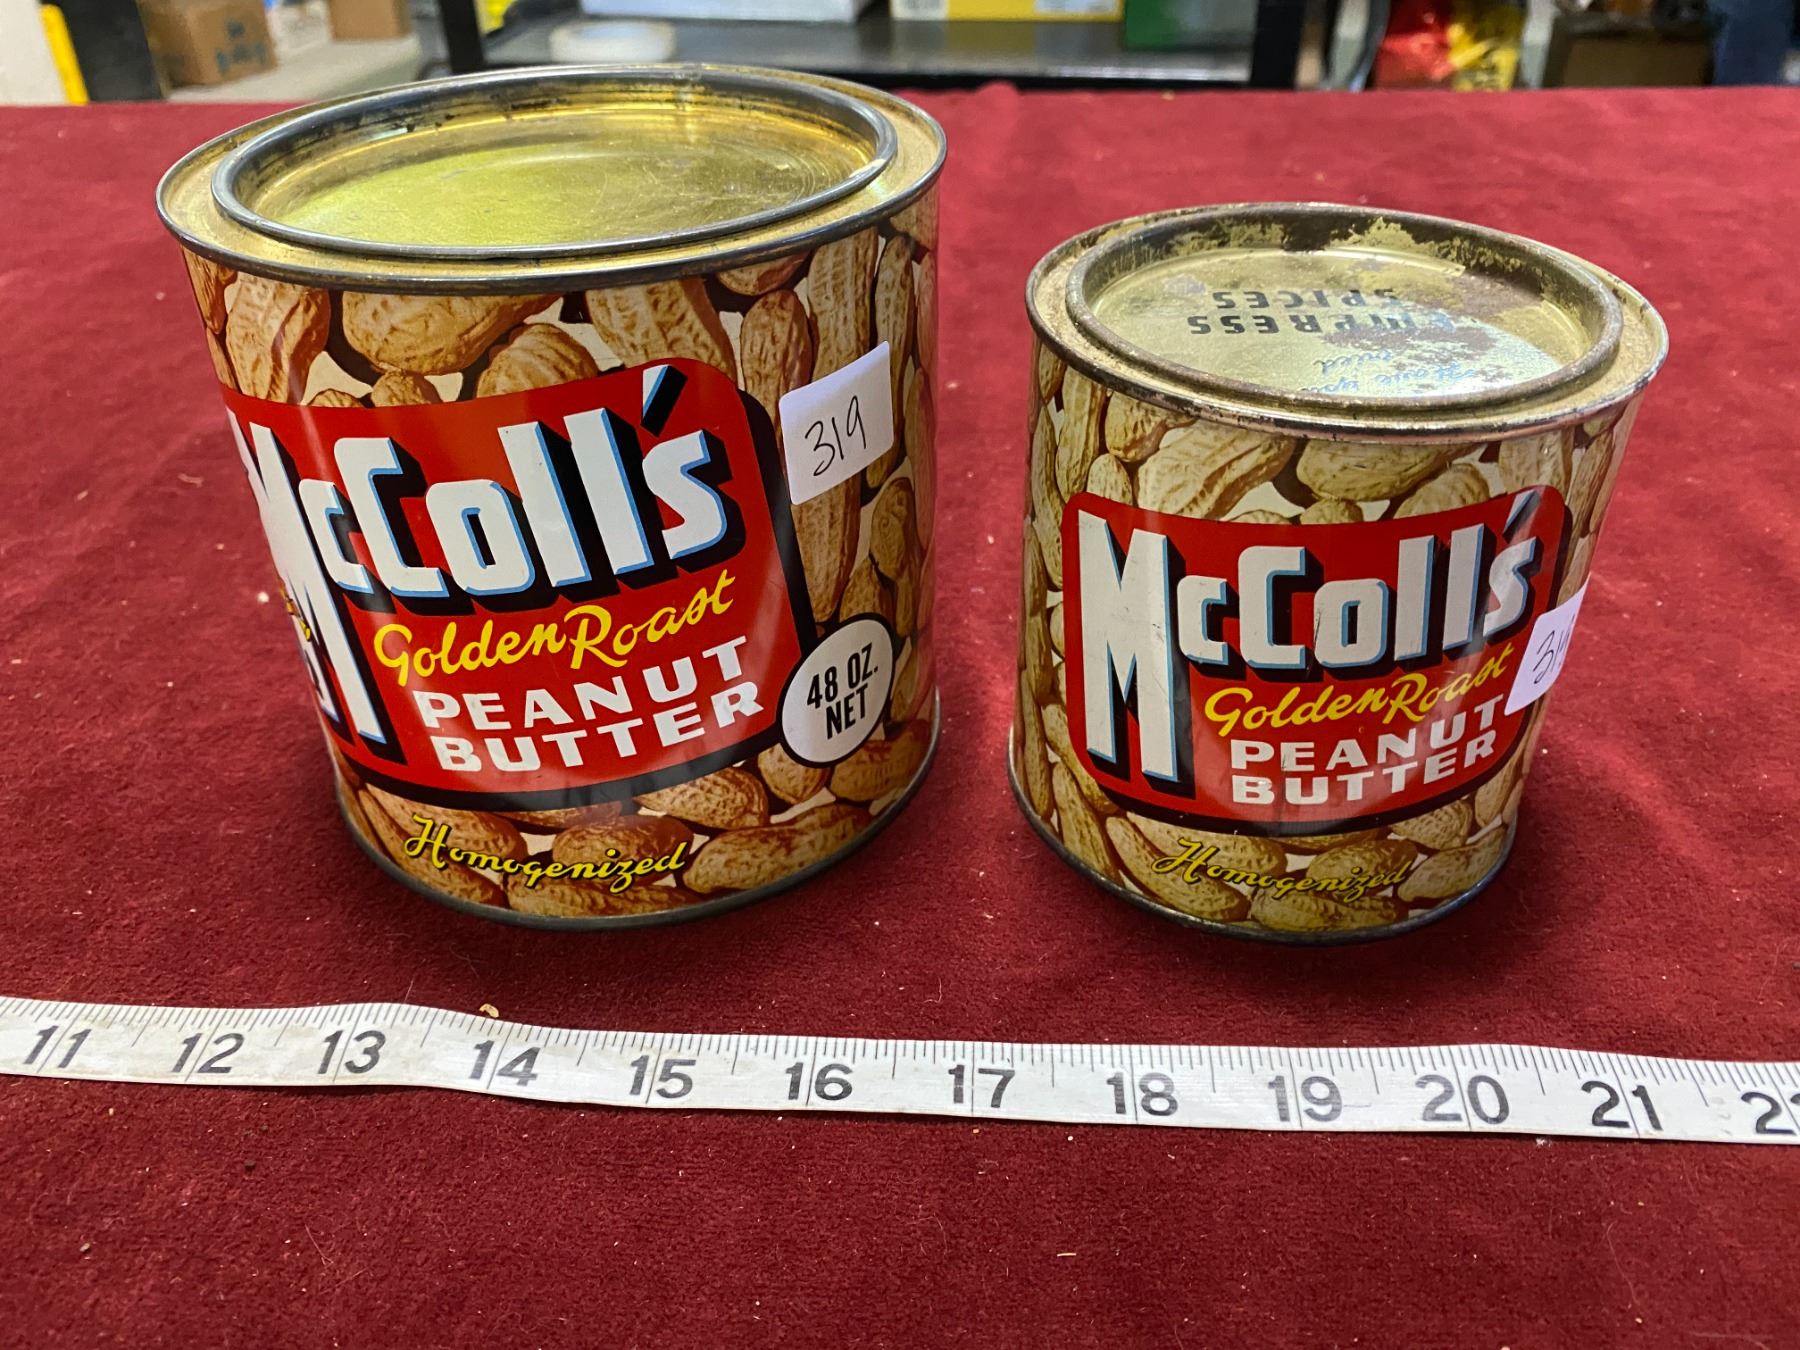 McColl's
Golden Roast
PEANUT
BUTTER
48 OZ.
NET
Homogenized
319
EMPRESS
SPICES
McColl's
Golden Roast
PEANUT
BUTTER
Homogenized
11 12 13 14 15 16 17 18 19 20 21